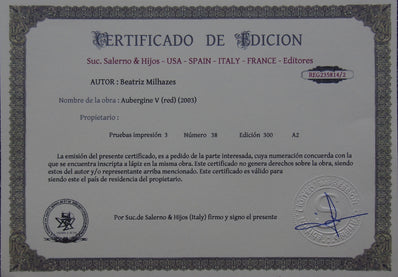 CERTIFICADO DE EDICION
Suc. Salerno & Hijos - USA - SPAIN - ITALY - FRANCE - Editores
REG235814/2
AUTOR : Beatriz Milhazes
Nombre de la obra : Aubergine V (red) (2003)
Propietario :
Pruebas impresión 3 Número 38 Edición 500 A2
La emisión del presente certificado, es a pedido de la parte interesada, cuya numeración concuerda con la
que se encuentra inscripta a lápiz en la misma obra. Este certificado no genera derechos sobre la obra, siendo
estos del autor y/o representante arriba mencionado. Este certificado es válido para
siendo este el país de residencia del propietario.
Por Suc.de Salerno & Hijos (Italy) firmo y signo el presente